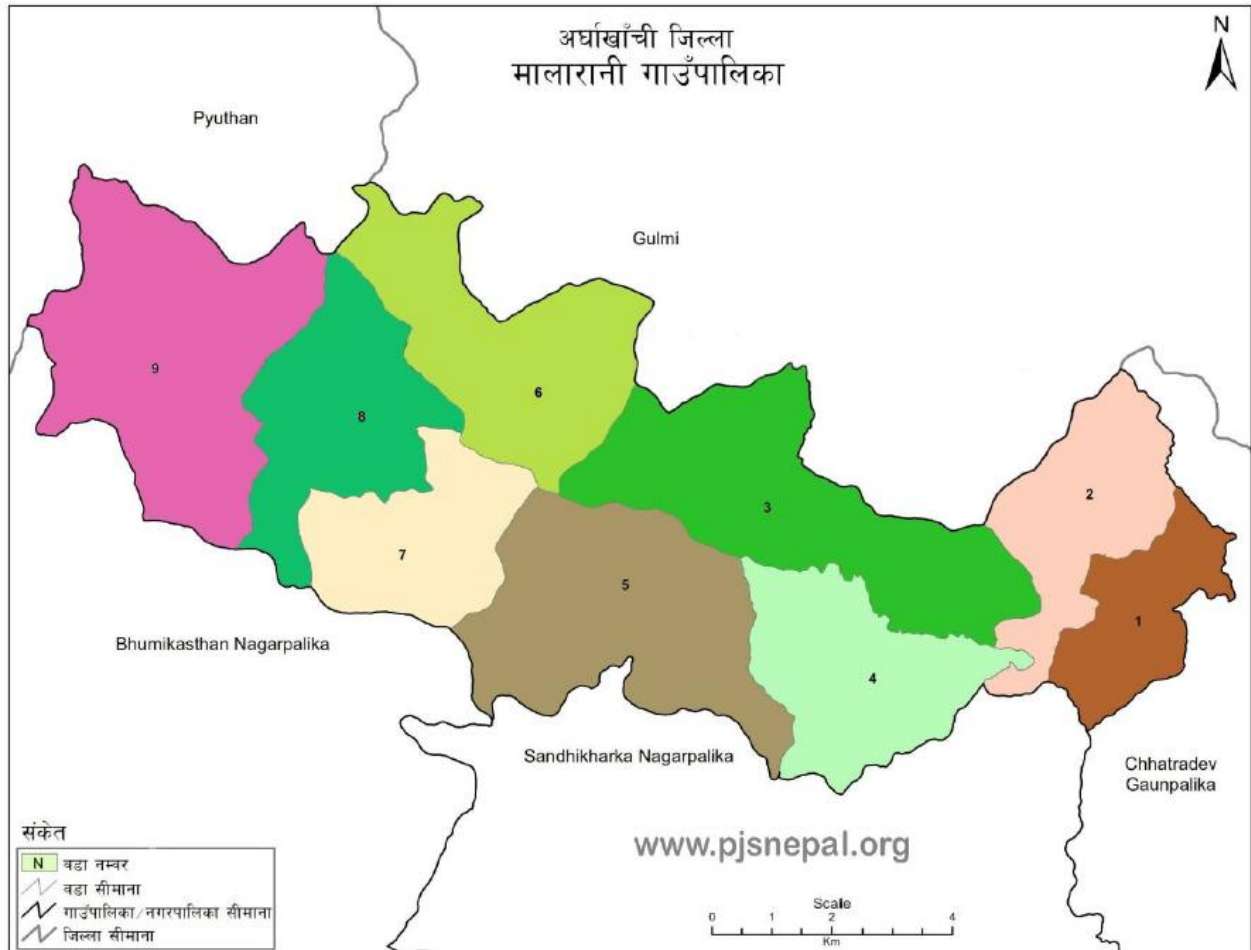 अर्घाखाँची जिल्ला
मालारानी गाउँपालिका
N
Pyuthan
Gulmi
9
6
8
2
3
7
5
1
4
Bhumikasthan Nagarpalika
Sandhikharka Nagarpalika
Chhatradev
Gaunpalika
www.pjsnepal.org
संकेत
N वडा नम्वर
वडा सीमाना
गाउँपालिका/नगरपालिका सीमाना
जिल्ला सीमाना
Scale
0 1 2 4
Km